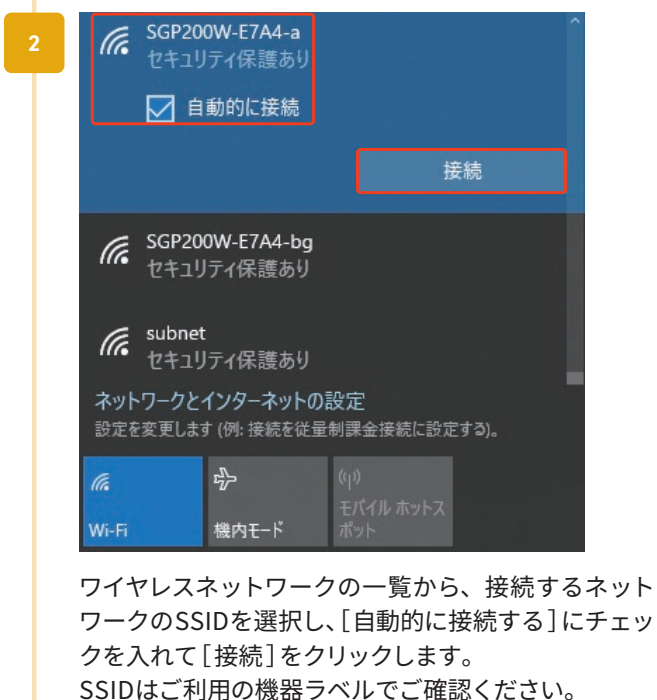 2
SGP200W-E7A4-a
セキュリティ保護あり
自動的に接続
接続
SGP200W-E7A4-bg
セキュリティ保護あり
subnet
セキュリティ保護あり
ネットワークとインターネットの設定
設定を変更します (例: 接続を従量制課金接続に設定する)。
Wi-Fi
機内モード
モバイル ホットス
ポット
ワイヤレスネットワークの一覧から、接続するネット
ワークのSSIDを選択し、[自動的に接続する]にチェッ
クを入れて[接続]をクリックします。
SSIDはご利用の機器ラベルでご確認ください。